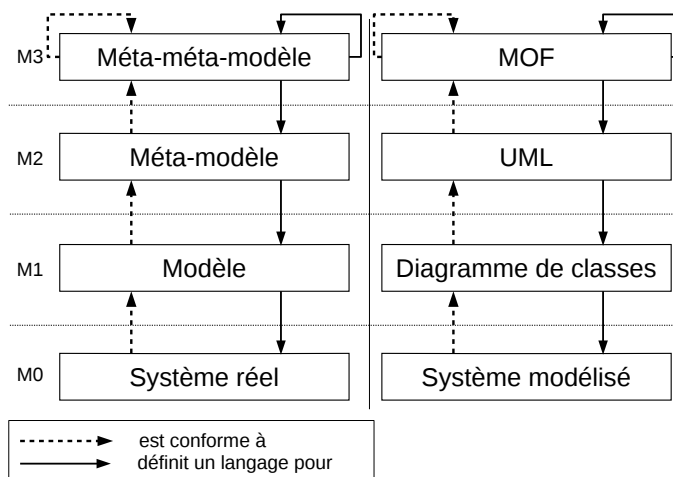 M3
Méta-méta-modèle
MOF
M2
Méta-modèle
UML
M1
Modèle
Diagramme de classes
M0
Système réel
Système modélisé
est conforme à
définit un langage pour